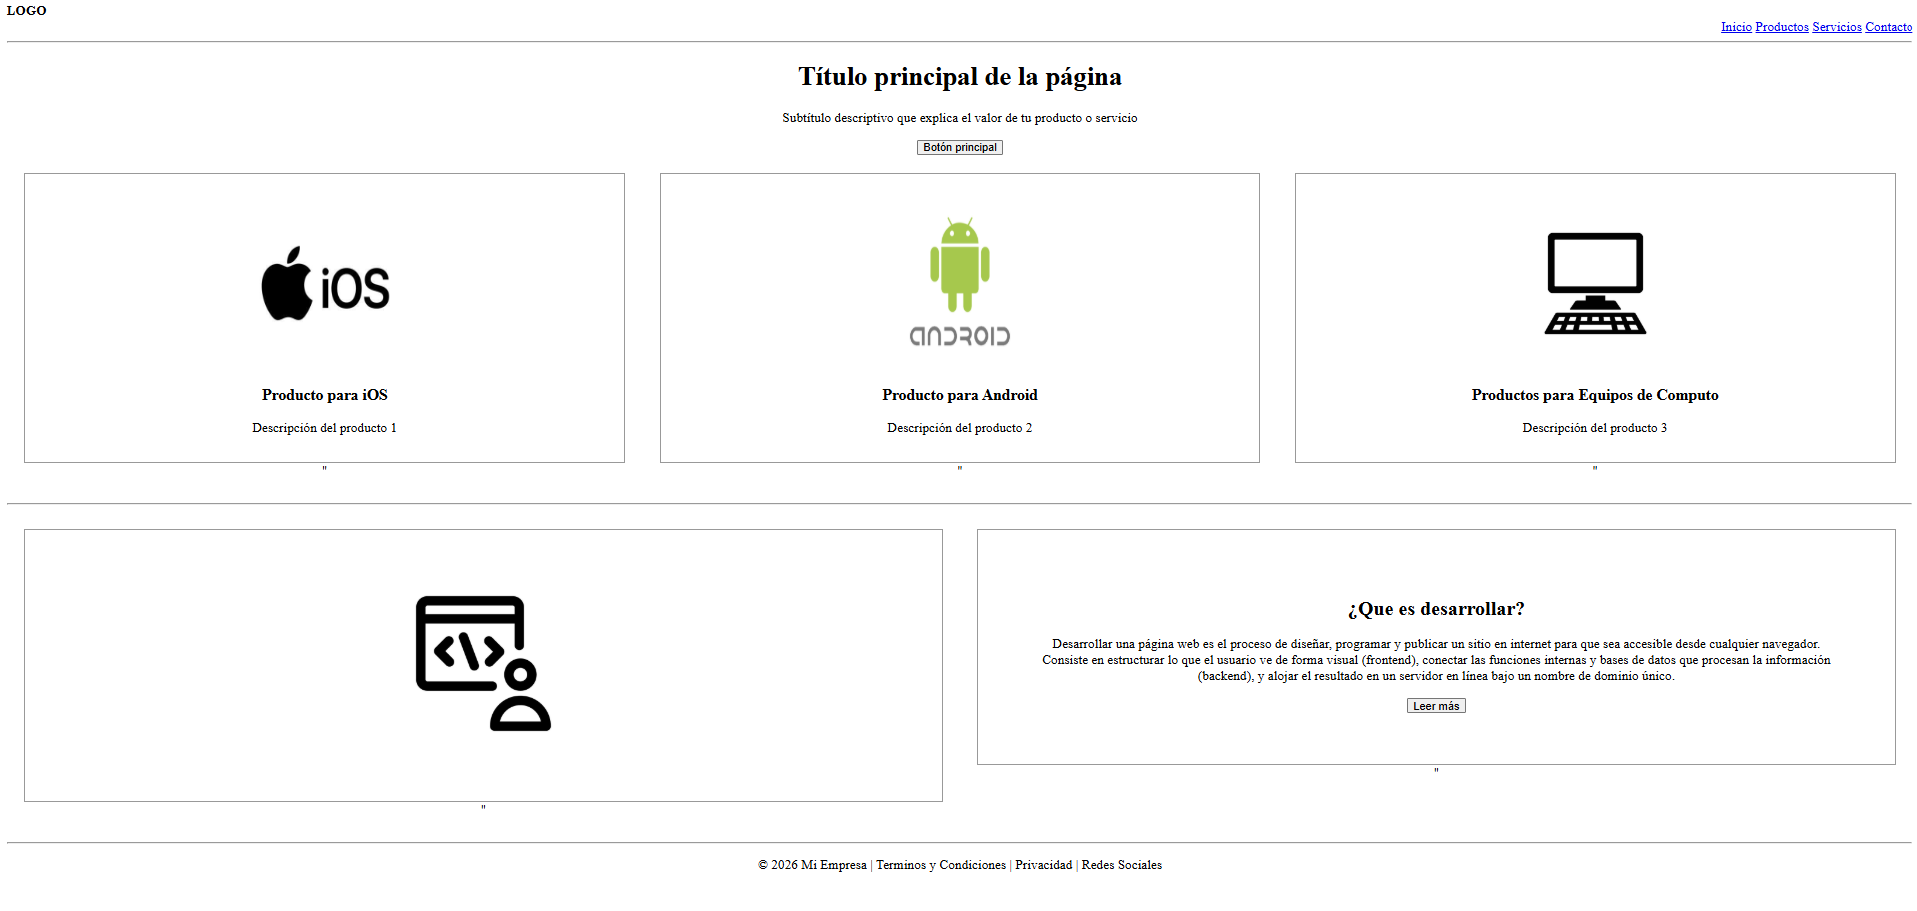 LOGO
Inicio Productos Servicios Contacto
Título principal de la página
Subtítulo descriptivo que explica el valor de tu producto o servicio
Botón principal
iOS
ANDROID
Producto para iOS
Producto para Android
Productos para Equipos de Computo
Descripción del producto 1
Descripción del producto 2
Descripción del producto 3
" " "
</>
¿Que es desarrollar?
Desarrollar una página web es el proceso de diseñar, programar y publicar un sitio en internet para que sea accesible desde cualquier navegador.
Consiste en estructurar lo que el usuario ve de forma visual (frontend), conectar las funciones internas y bases de datos que procesan la información
(backend), y alojar el resultado en un servidor en línea bajo un nombre de dominio único.
Leer más
"
"
© 2026 Mi Empresa | Terminos y Condiciones | Privacidad | Redes Sociales